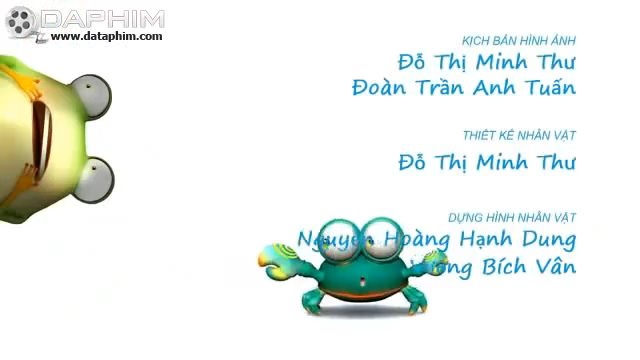 DAPHIM
www.dataphim.com
KỊCH BẢN HÌNH ẢNH
Đỗ Thị Minh Thư
Đoàn Trần Anh Tuấn
THIẾT KẾ NHÂN VẬT
Đỗ Thị Minh Thư
DỰNG HÌNH NHÂN VẬT
Nguyễn Hoàng Hạnh Dung
Bích Vân